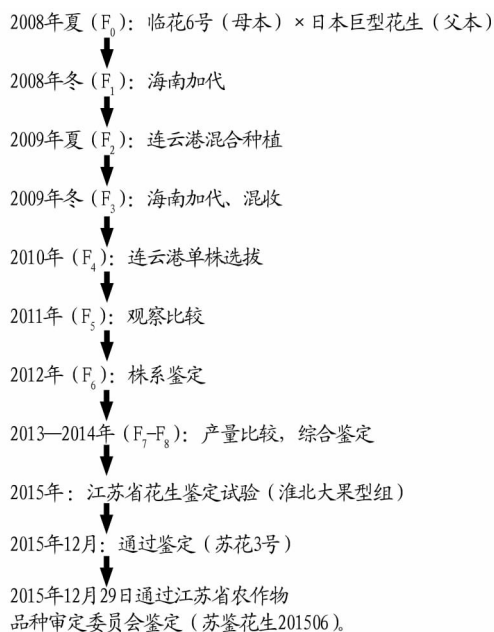 2008年夏（F₀）：临花6号（母本）×日本巨型花生（父本）
2008年冬（F₁）：海南加代
2009年夏（F₂）：连云港混合种植
2009年冬（F₃）：海南加代、混收
2010年（F₄）：连云港单株选拔
2011年（F₅）：观察比较
2012年（F₆）：株系鉴定
2013—2014年（F₇-F₈）：产量比较，综合鉴定
2015年：江苏省花生鉴定试验（淮北大果型组）
2015年12月：通过鉴定（苏花3号）
2015年12月29日通过江苏省农作物
品种审定委员会鉴定（苏鉴花生201506）。